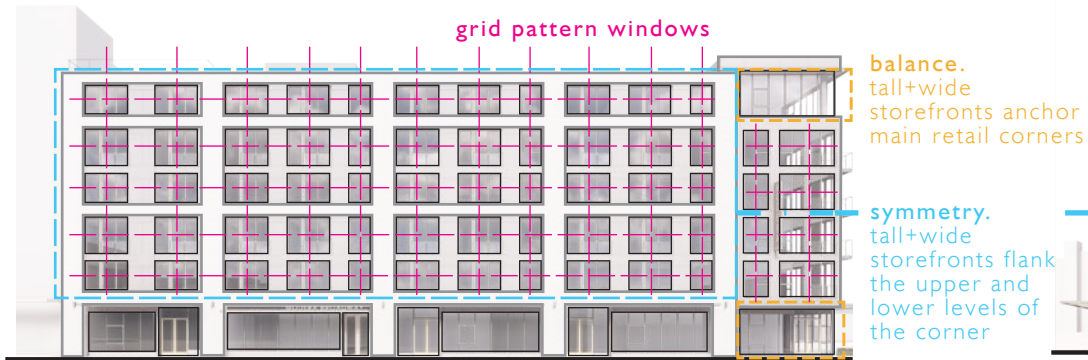 grid pattern windows
balance.
tall+wide
storefronts anchor
main retail corners
symmetry.
tall+wide
storefronts flank
the upper and
lower levels of
the corner